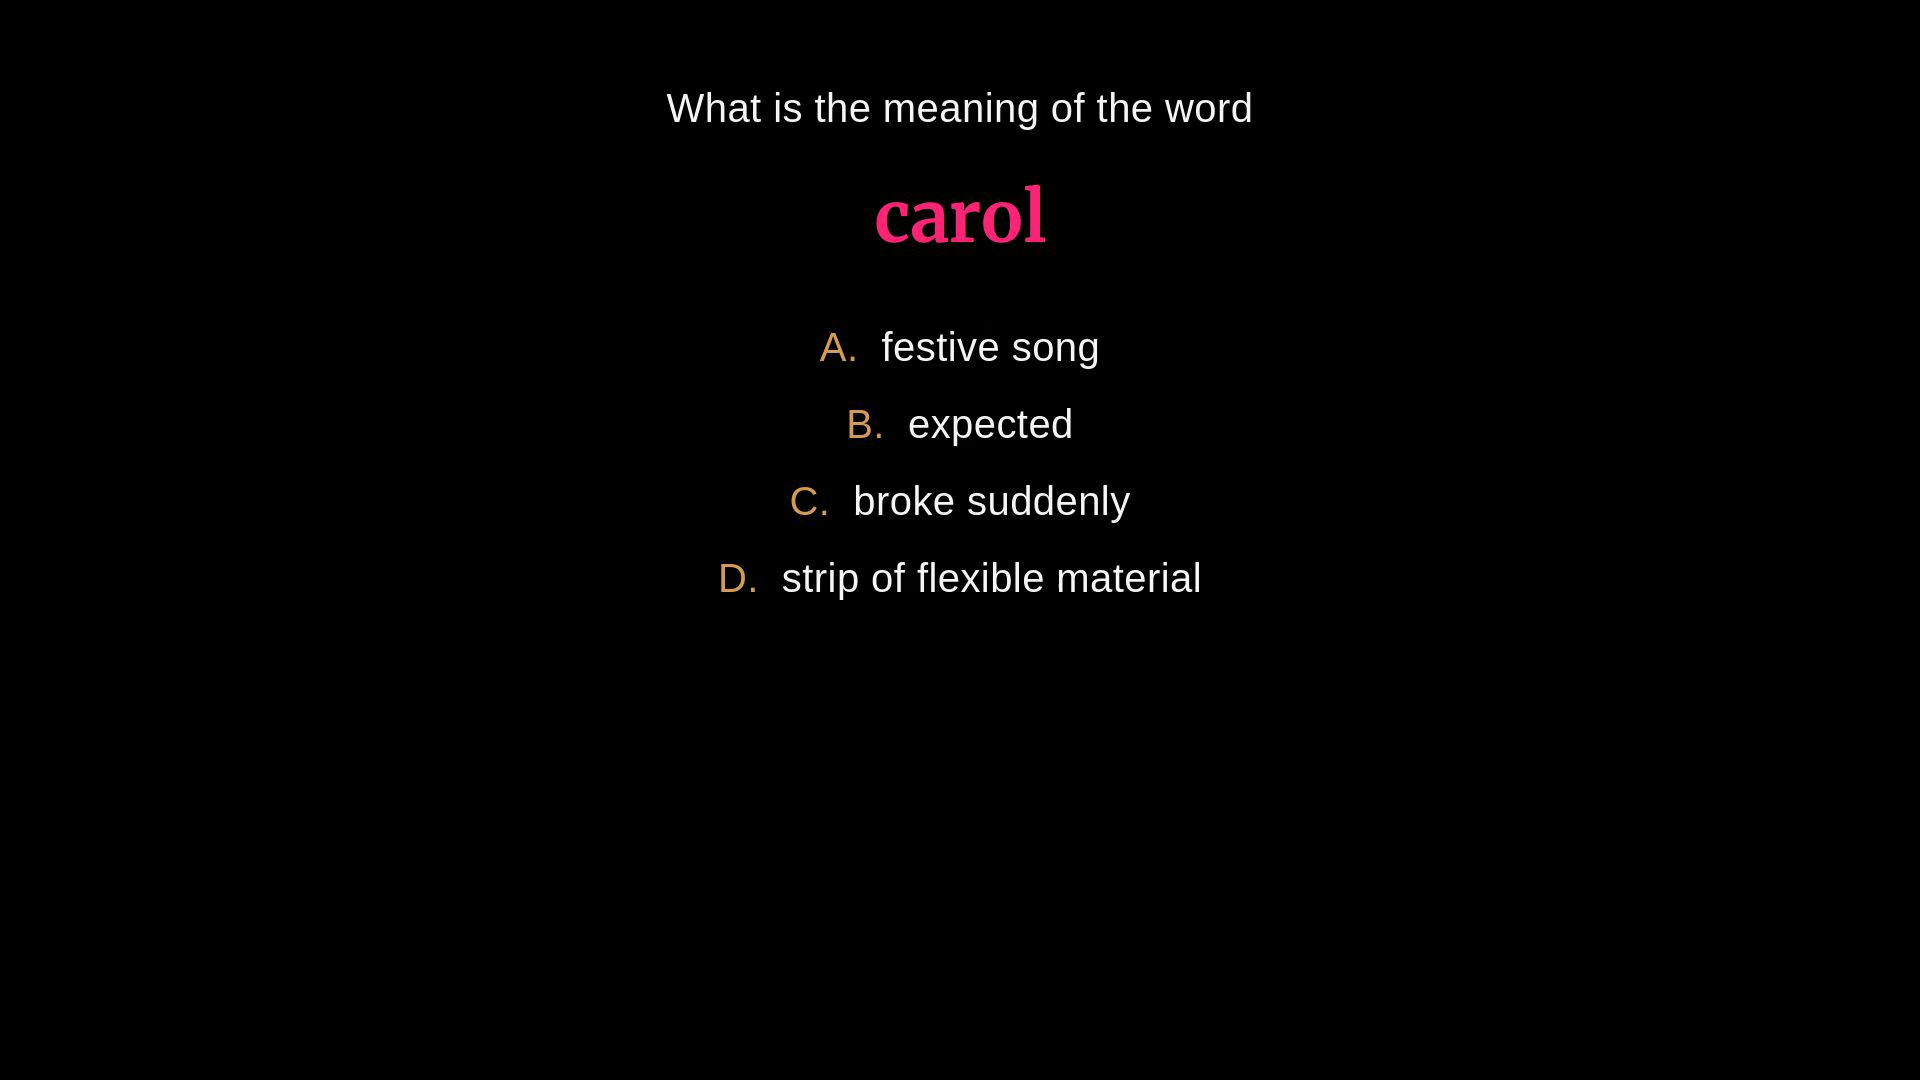 What is the meaning of the word
carol
A. festive song
B. expected
C. broke suddenly
D. strip of flexible material